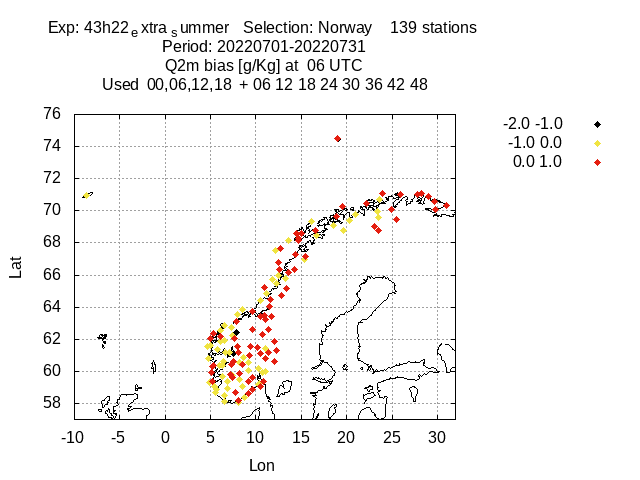 Exp: 43h22 e xtra s ummer Selection: Norway 139 stations
Period: 20220701-20220731
Q2m bias [g/Kg] at 06 UTC
Used 00,06,12,18 + 06 12 18 24 30 36 42 48
-2.0 -1.0
-1.0 0.0
0.0 1.0
76
74
72
70
68
66
64
62
60
58
Lat
-10 -5 0 5 10 15 20 25 30
Lon